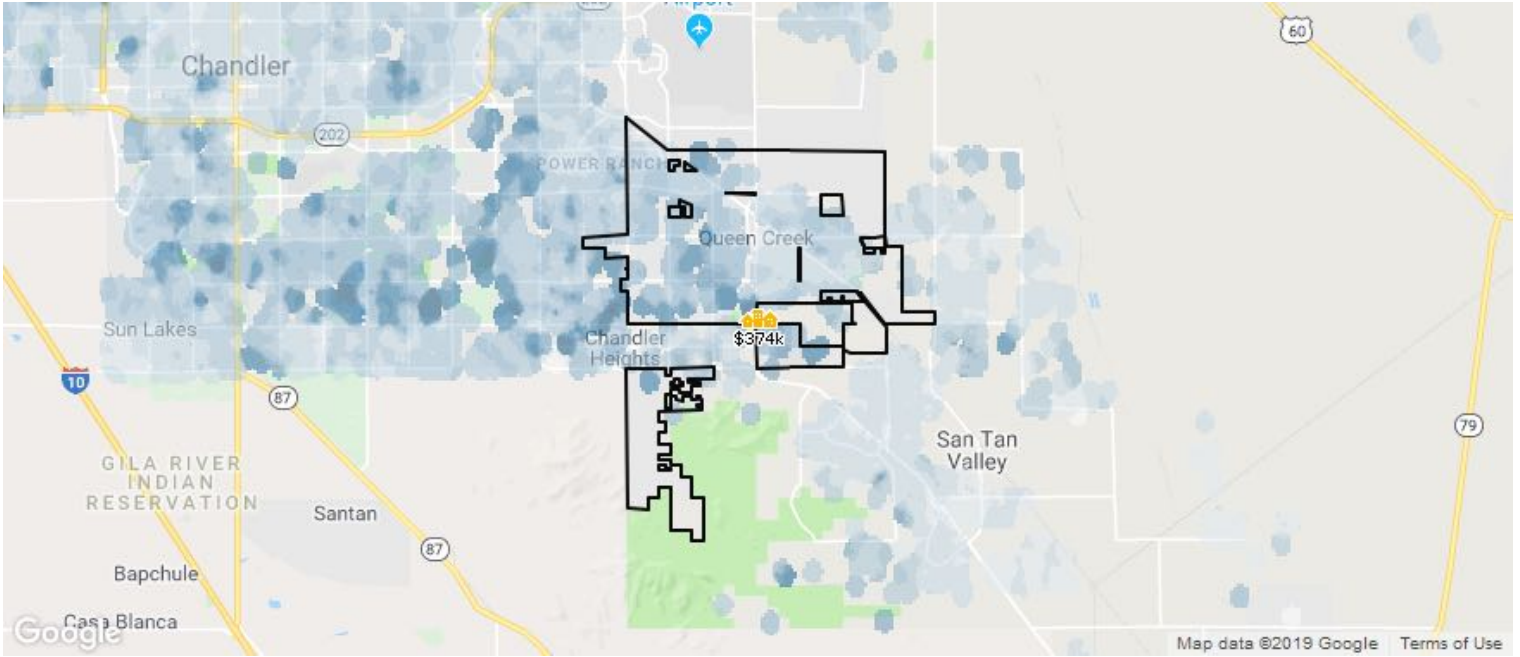 Airport
202
60
Chandler
202
POWER RANCH
Queen Creek
Sun Lakes
Chandler
Heights
$374k
10
87
79
San Tan
Valley
GILA RIVER
INDIAN
RESERVATION
Santan
87
Bapchule
Casa Blanca
Google
Map data ©2019 Google
Terms of Use